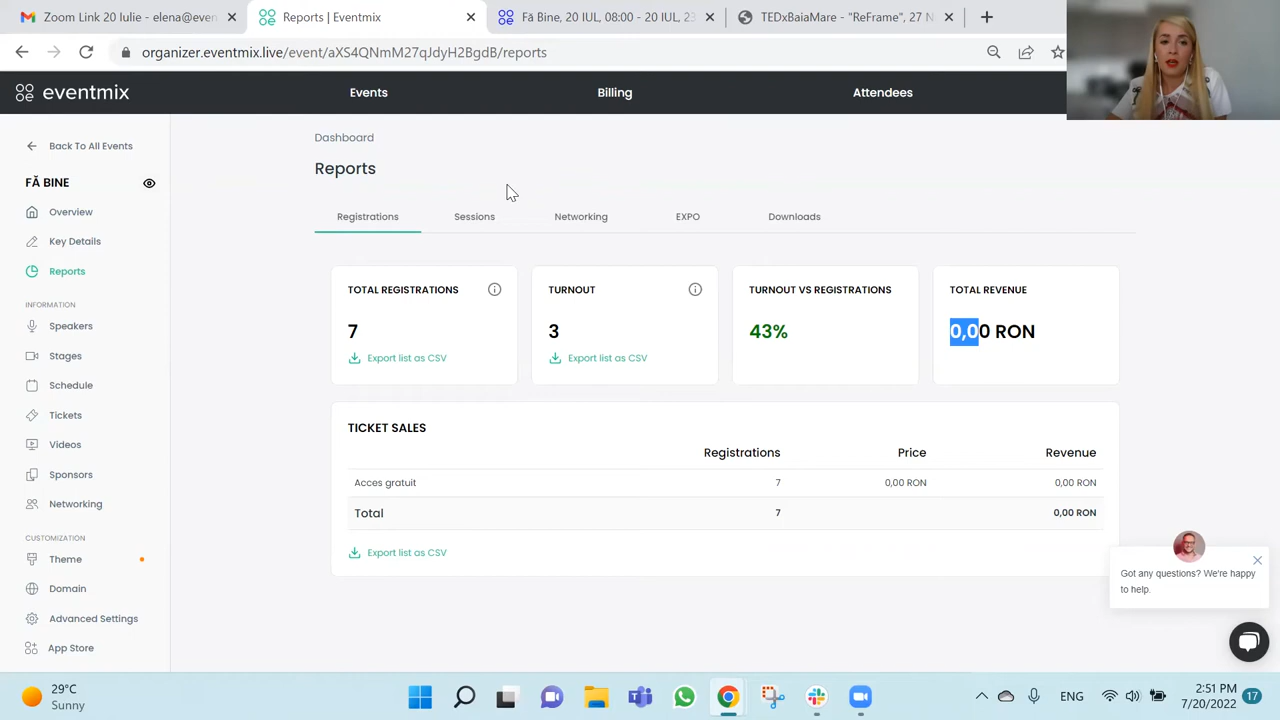 Zoom Link 20 Iulie - elena@even
Reports | Eventmix
Fă Bine, 20 IUL, 08:00 - 20 IUL, 23
TEDxBaiaMare - "ReFrame", 27 N
organizer.eventmix.live/event/aXS4QNmM27qJdyH2BgdB/reports
eventmix
Events
Billing
Attendees
Back To All Events
FĂ BINE
Overview
Key Details
Reports
INFORMATION
Speakers
Stages
Schedule
Tickets
Videos
Sponsors
Networking
CUSTOMIZATION
Theme
Domain
Advanced Settings
App Store
Dashboard
Reports
Registrations
Sessions
Networking
EXPO
Downloads
TOTAL REGISTRATIONS
7
Export list as CSV
TURNOUT
3
Export list as CSV
TURNOUT VS REGISTRATIONS
43%
TOTAL REVENUE
0,00 RON
TICKET SALES
Registrations Price Revenue
Acces gratuit 7 0,00 RON 0,00 RON
Total 7 0,00 RON
Export list as CSV
Got any questions? We're happy
to help.
29°C
Sunny
ENG
2:51 PM
7/20/2022
17